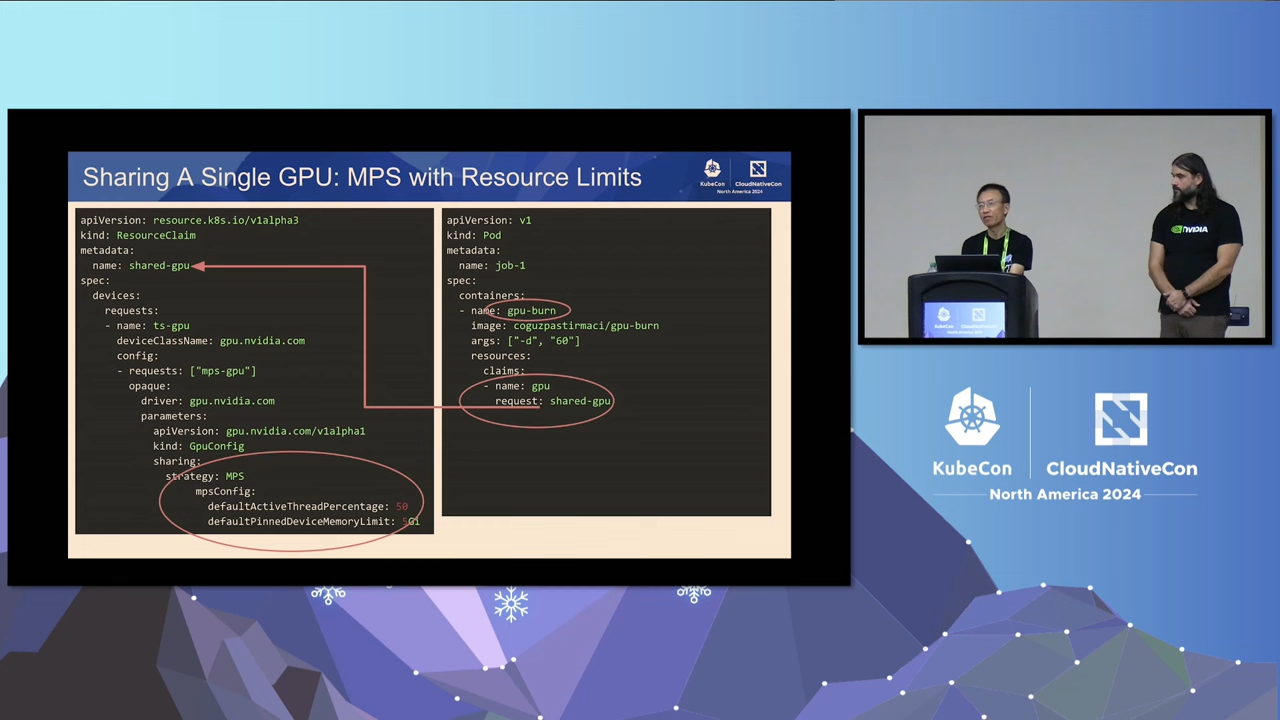 Sharing A Single GPU: MPS with Resource Limits
KubeCon
CloudNativeCon
North America 2024
apiVersion: resource.k8s.io/v1alpha3
kind: ResourceClaim
metadata:
name: shared-gpu
spec:
devices:
requests:
- name: ts-gpu
deviceClassName: gpu.nvidia.com
config:
- requests: ["mps-gpu"]
opaque:
driver: gpu.nvidia.com
parameters:
apiVersion: gpu.nvidia.com/v1alpha1
kind: GpuConfig
sharing:
strategy: MPS
mpsConfig:
defaultActiveThreadPercentage: 50
defaultPinnedDeviceMemoryLimit: 5Gi
apiVersion: v1
kind: Pod
metadata:
name: job-1
spec:
containers:
- name: gpu-burn
image: coguzpastirmaci/gpu-burn
args: ["-d", "60"]
resources:
claims:
- name: gpu
request: shared-gpu
NVIDIA
KubeCon
CloudNativeCon
KubeCon
CloudNativeCon
North America 2024